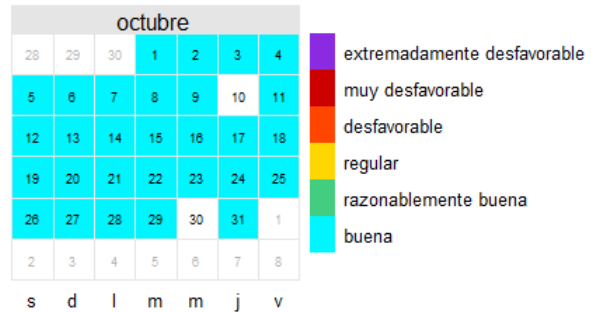 octubre
28 29 30 1 2 3 4
5 6 7 8 9 10 11
12 13 14 15 16 17 18
19 20 21 22 23 24 25
26 27 28 29 30 31 1
2 3 4 5 6 7 8
s d l m m j v
extremadamente desfavorable
muy desfavorable
desfavorable
regular
razonablemente buena
buena